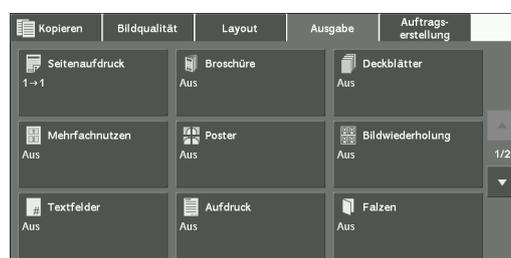 Kopieren
Bildqualität
Layout
Ausgabe
Auftrags-
erstellung
Seitenaufdruck
1→1
Broschüre
Aus
Deckblätter
Aus
Mehrfachnutzen
Aus
Poster
Aus
Bildwiederholung
Aus
1/2
Textfelder
Aus
Aufdruck
Aus
Falzen
Aus